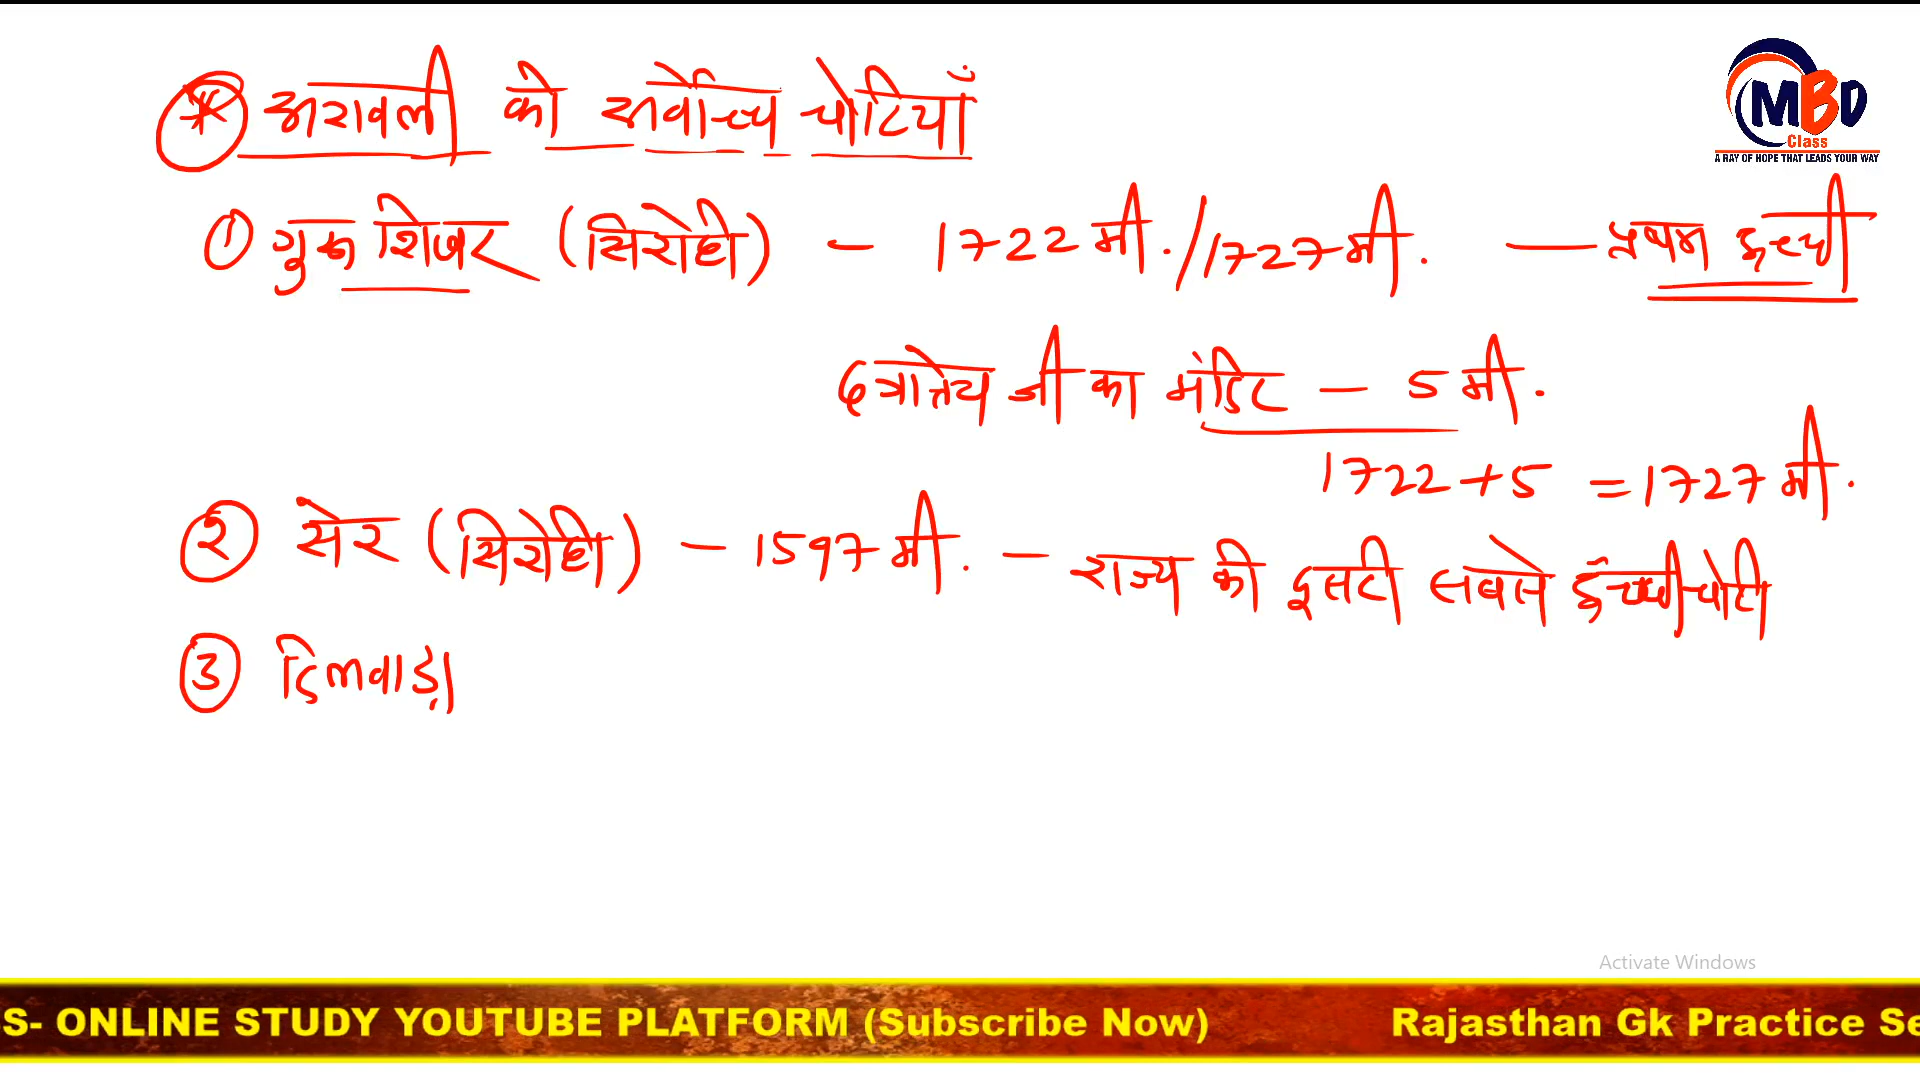 MBD
Class
A RAY OF HOPE THAT LEADS YOUR WAY
* अरावली की सर्वोच्च चोटियाँ
① गुरू शिखर (सिरोही) - 1722 मी./1727 मी. - प्रथम ऊँची
दत्रात्रेय जी का मंदिर - 5 मी.
1722 + 5 = 1727 मी.
② सेर (सिरोही) - 1597 मी. - राज्य की दूसरी सबसे ऊँची चोटी
③ दिलवाड़ा
Activate Windows
S- ONLINE STUDY YOUTUBE PLATFORM (Subscribe Now) Rajasthan Gk Practice Se